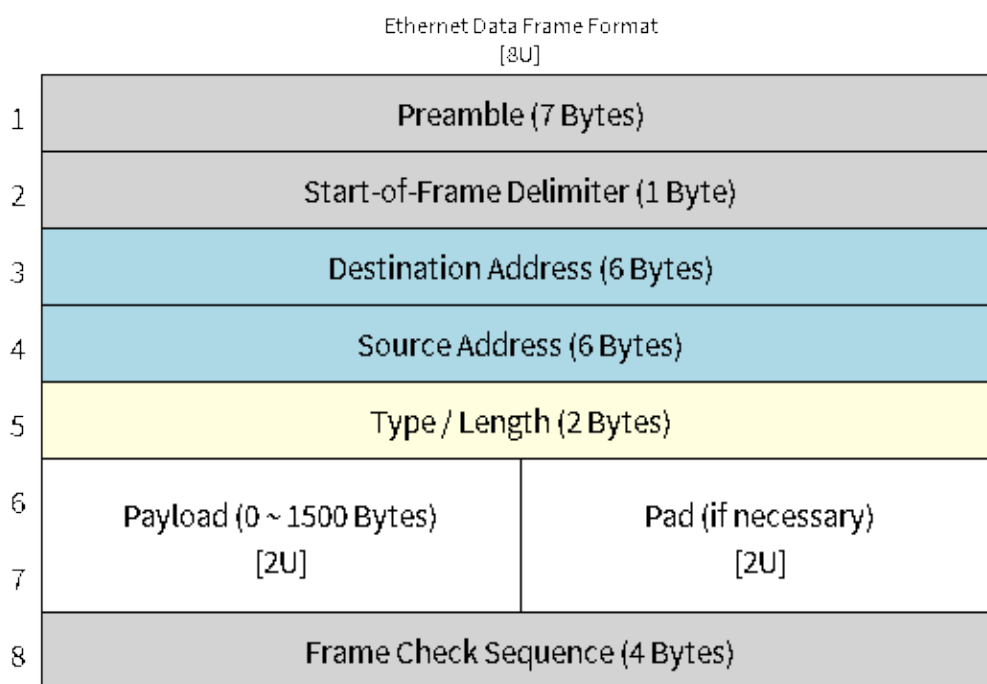 Ethernet Data Frame Format
[8U]
1
Preamble (7 Bytes)
2
Start-of-Frame Delimiter (1 Byte)
3
Destination Address (6 Bytes)
4
Source Address (6 Bytes)
5
Type / Length (2 Bytes)
6
Payload (0 ~ 1500 Bytes)
[2U]
Pad (if necessary)
[2U]
7
8
Frame Check Sequence (4 Bytes)